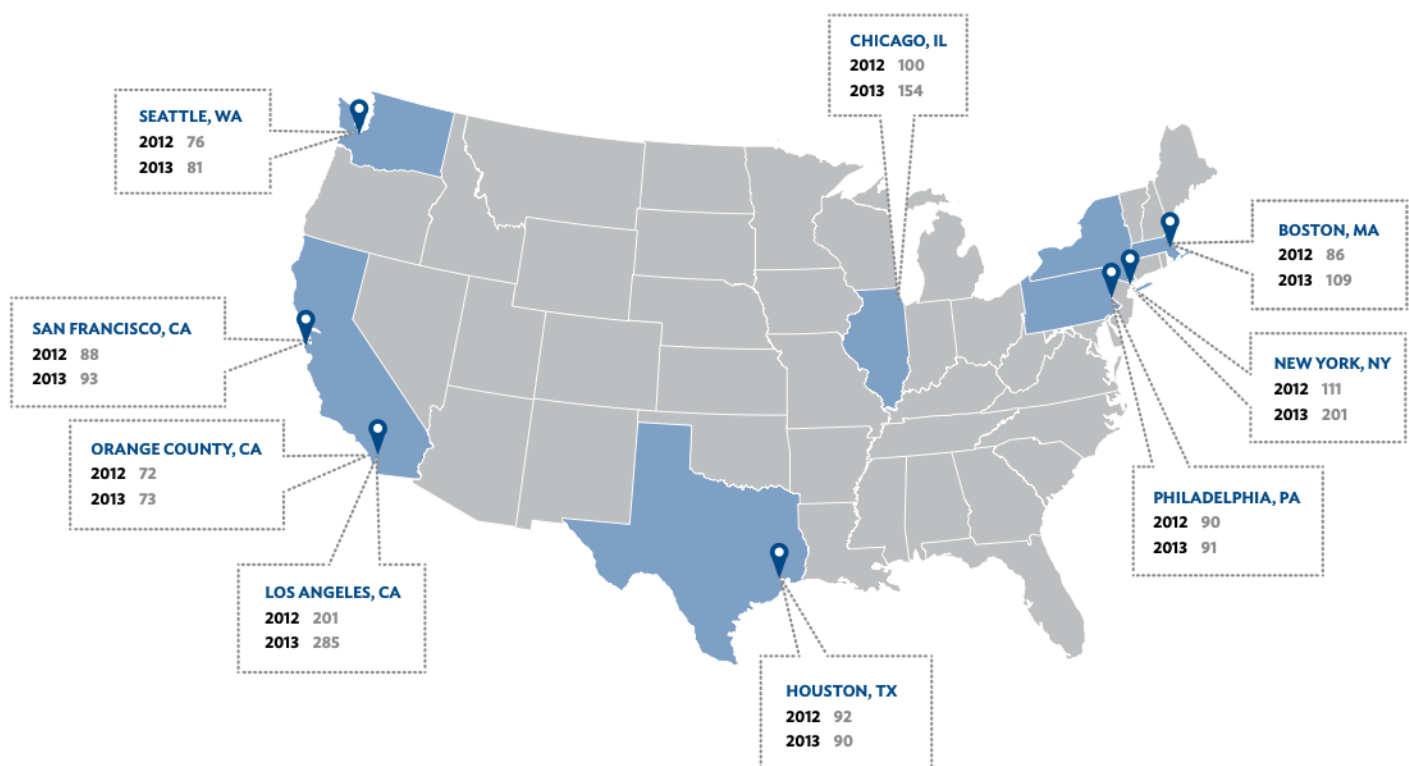 CHICAGO, IL
2012 100
2013 154
SEATTLE, WA
2012 76
2013 81
BOSTON, MA
2012 86
2013 109
SAN FRANCISCO, CA
2012 88
2013 93
NEW YORK, NY
2012 111
2013 201
ORANGE COUNTY, CA
2012 72
2013 73
PHILADELPHIA, PA
2012 90
2013 91
LOS ANGELES, CA
2012 201
2013 285
HOUSTON, TX
2012 92
2013 90